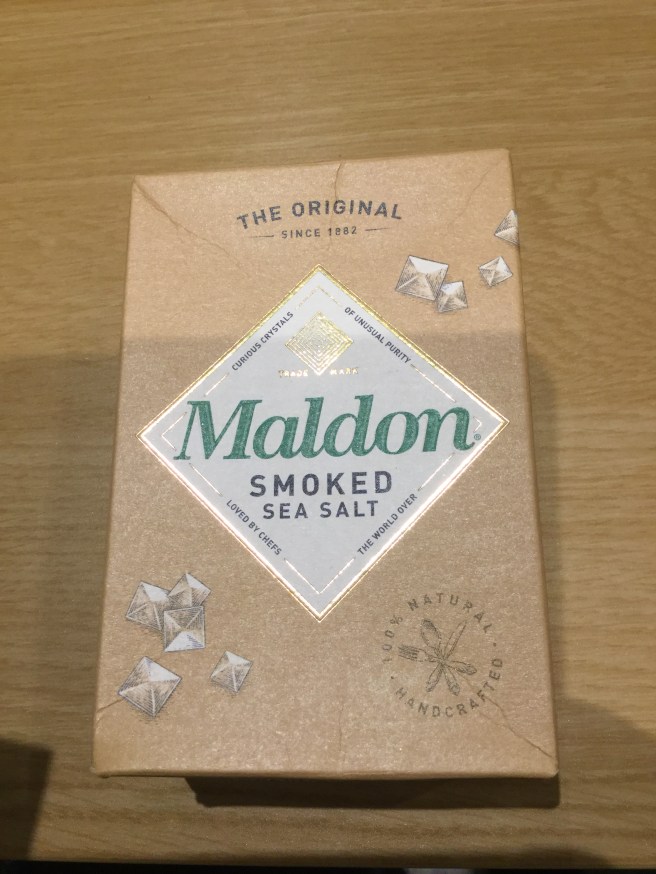 THE ORIGINAL
SINCE 1882
CURIOUS CRYSTALS
OF UNUSUAL PURITY
TRADE MARK
Maldon®
SMOKED
SEA SALT
LOVED BY CHEFS
THE WORLD OVER
100% NATURAL
HANDCRAFTED